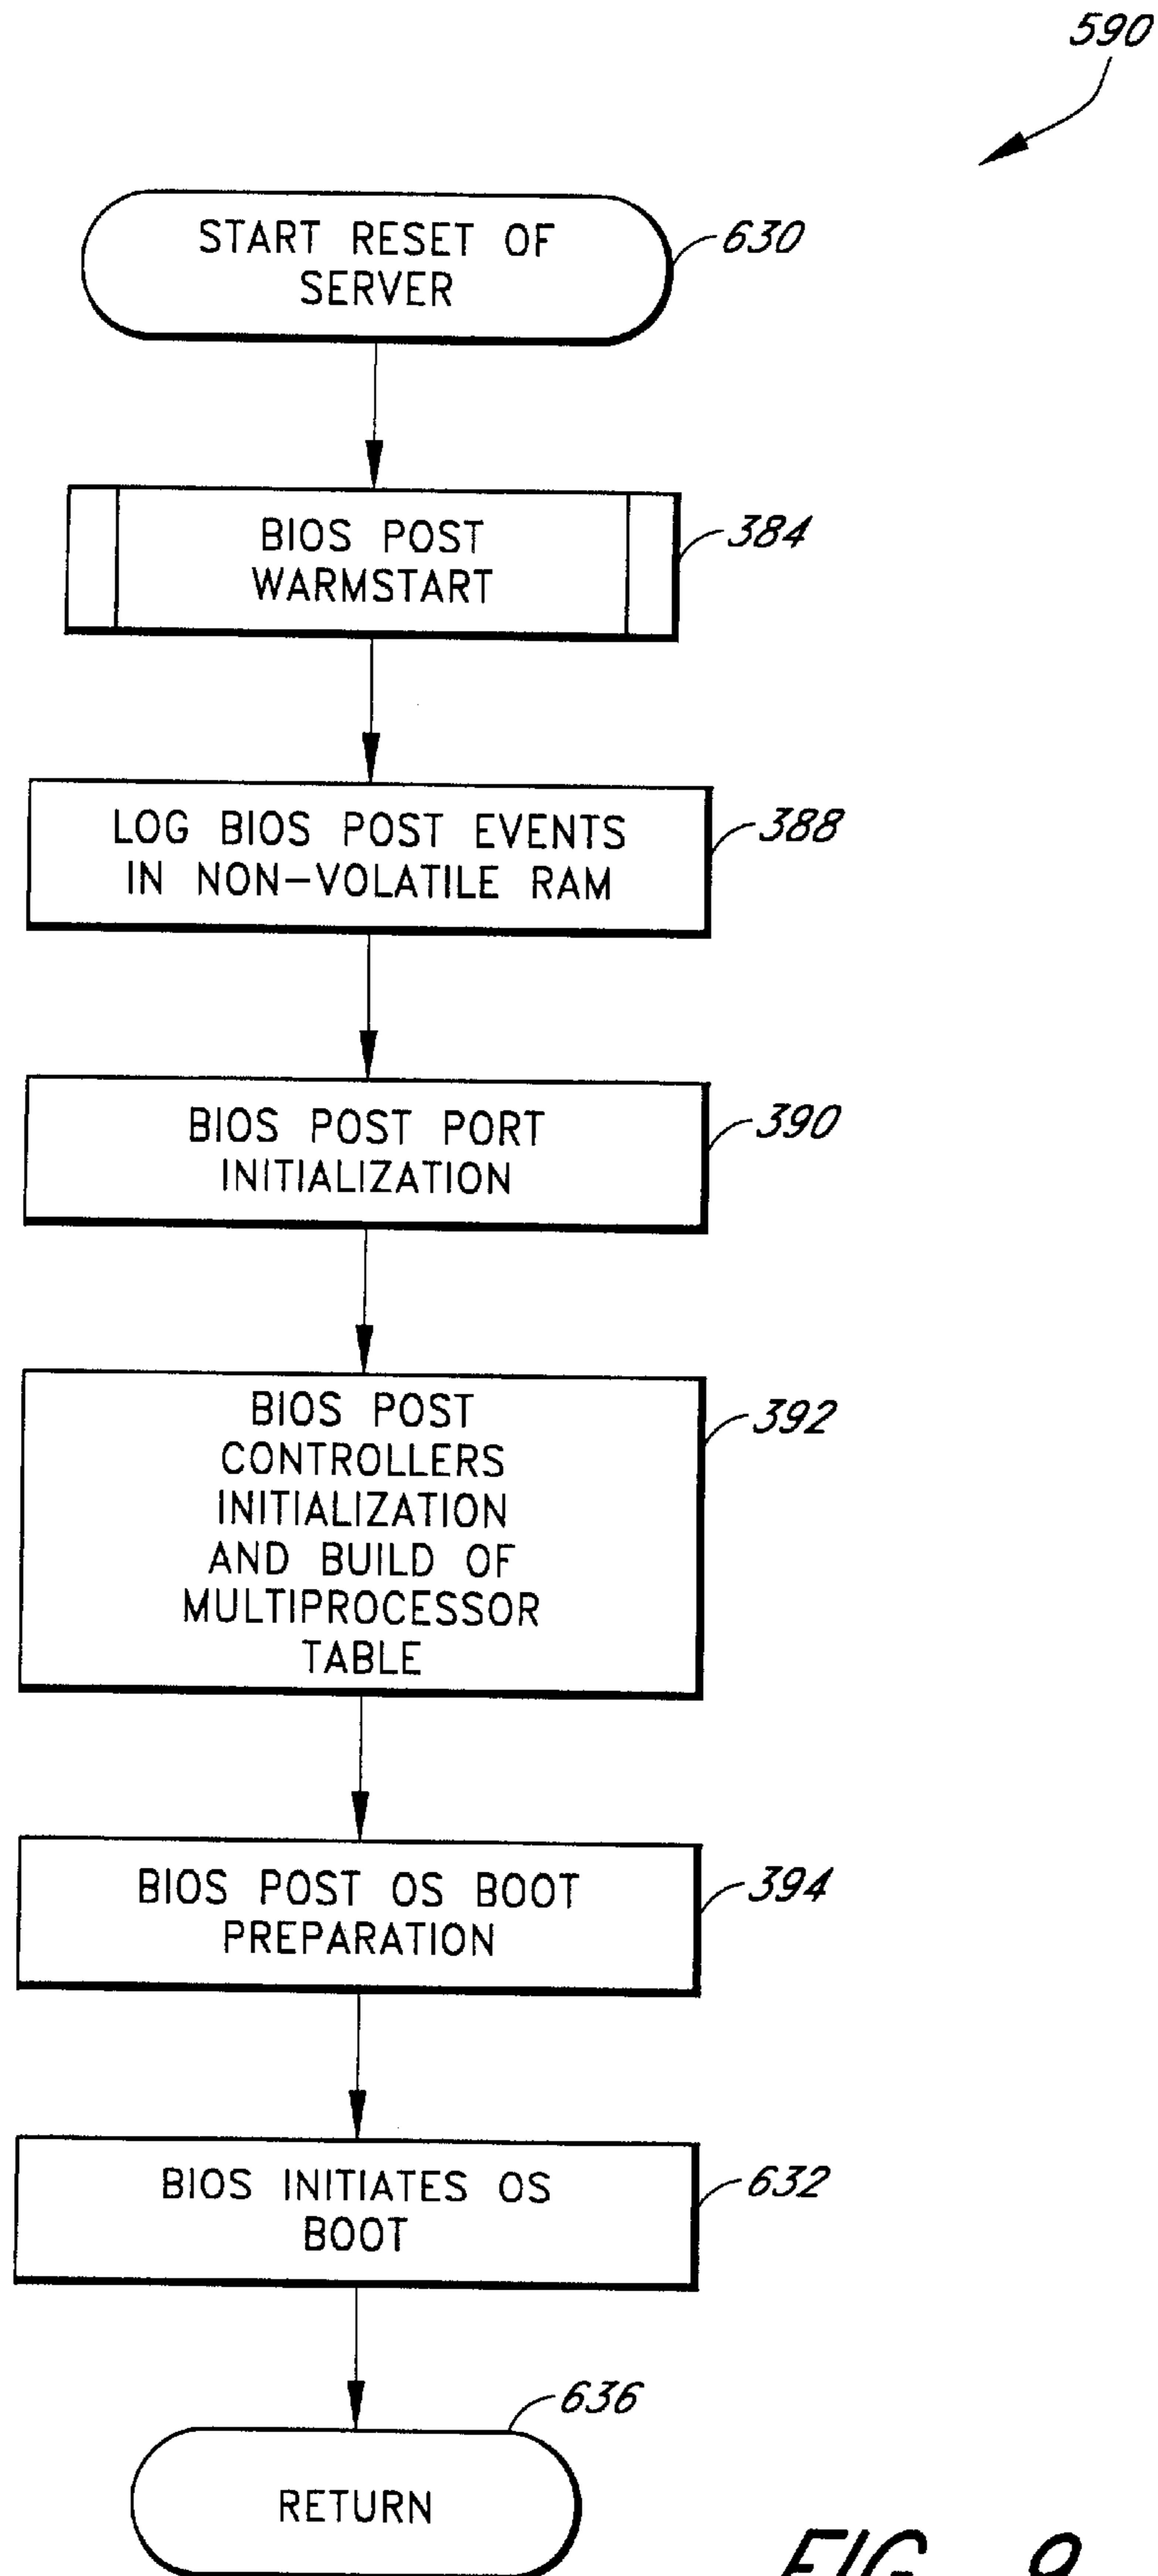 590
START RESET OF
SERVER
630
BIOS POST
WARMSTART
384
LOG BIOS POST EVENTS
IN NON-VOLATILE RAM
388
BIOS POST PORT
INITIALIZATION
390
BIOS POST
CONTROLLERS
INITIALIZATION
AND BUILD OF
MULTIPROCESSOR
TABLE
392
BIOS POST OS BOOT
PREPARATION
394
BIOS INITIATES OS
BOOT
632
636
RETURN
FIG. 9